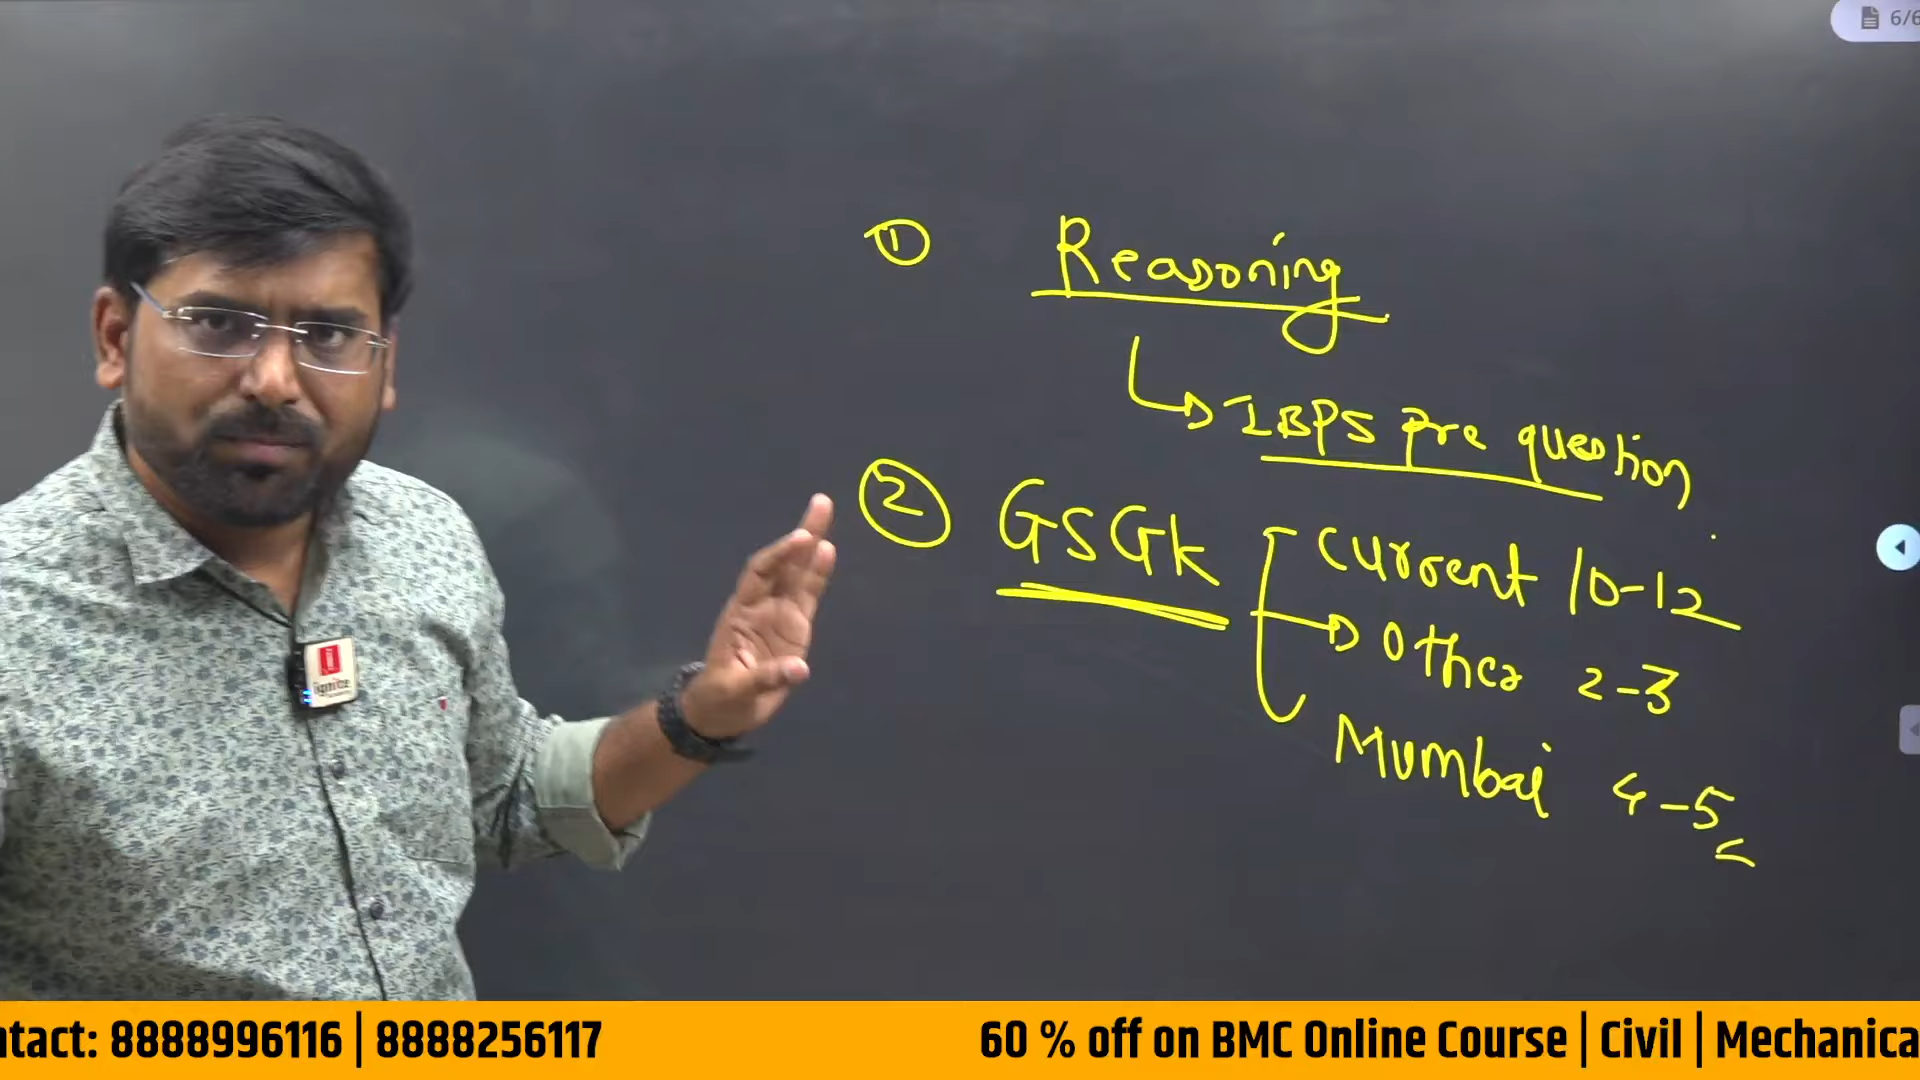 6/6
① Reasoning
IBPS pre question
② GSGK
Current 10-12
Other 2-3
Mumbai 4-5
ignite
ntact: 8888996116 | 8888256117
60 % off on BMC Online Course | Civil | Mechanica